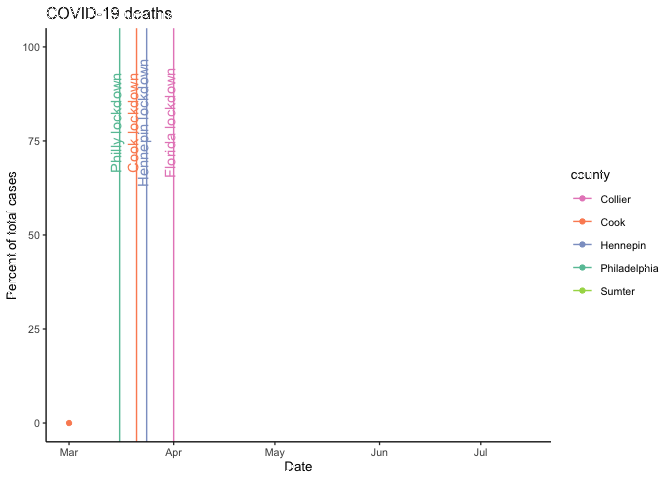 COVID-19 deaths
100
75
50
25
0
Percent of total cases
Philly lockdown
Cook lockdown
Hennepin lockdown
Florida lockdown
Mar
Apr
May
Jun
Jul
Date
county
Collier
Cook
Hennepin
Philadelphia
Sumter